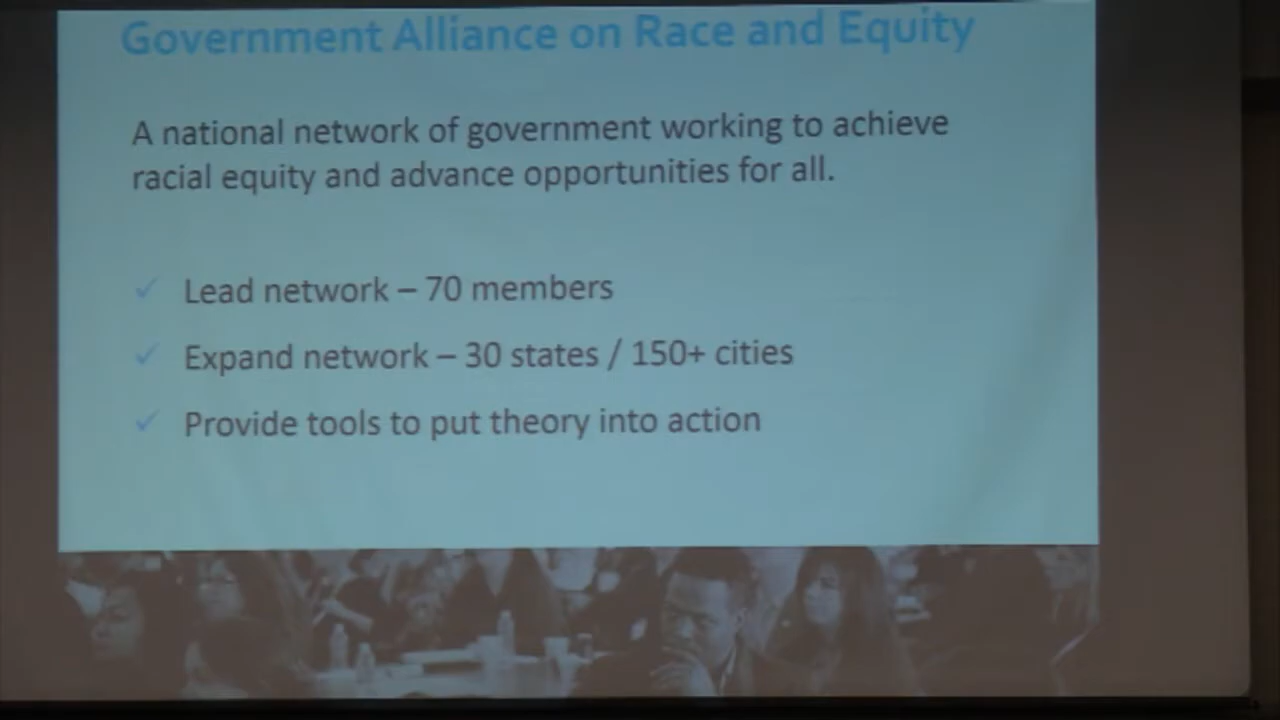 Government Alliance on Race and Equity
A national network of government working to achieve
racial equity and advance opportunities for all.
✓ Lead network – 70 members
✓ Expand network – 30 states / 150+ cities
✓ Provide tools to put theory into action